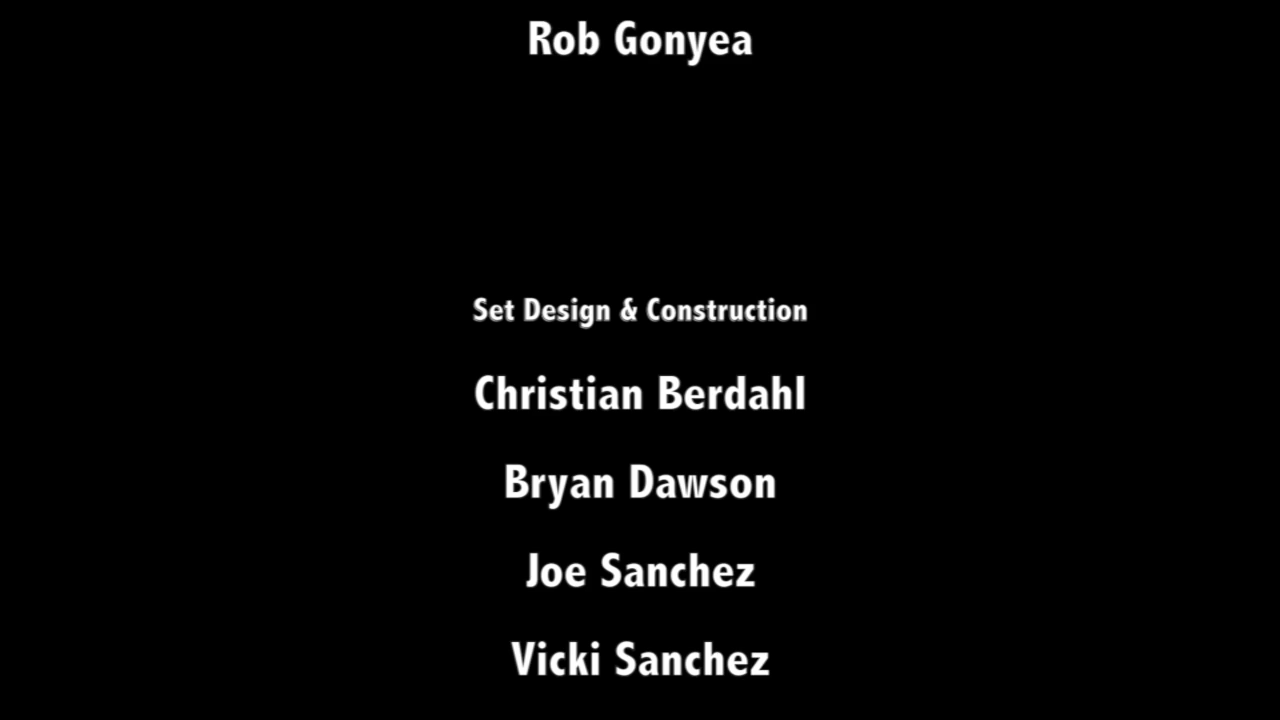 Rob Gonyea
Set Design & Construction
Christian Berdahl
Bryan Dawson
Joe Sanchez
Vicki Sanchez